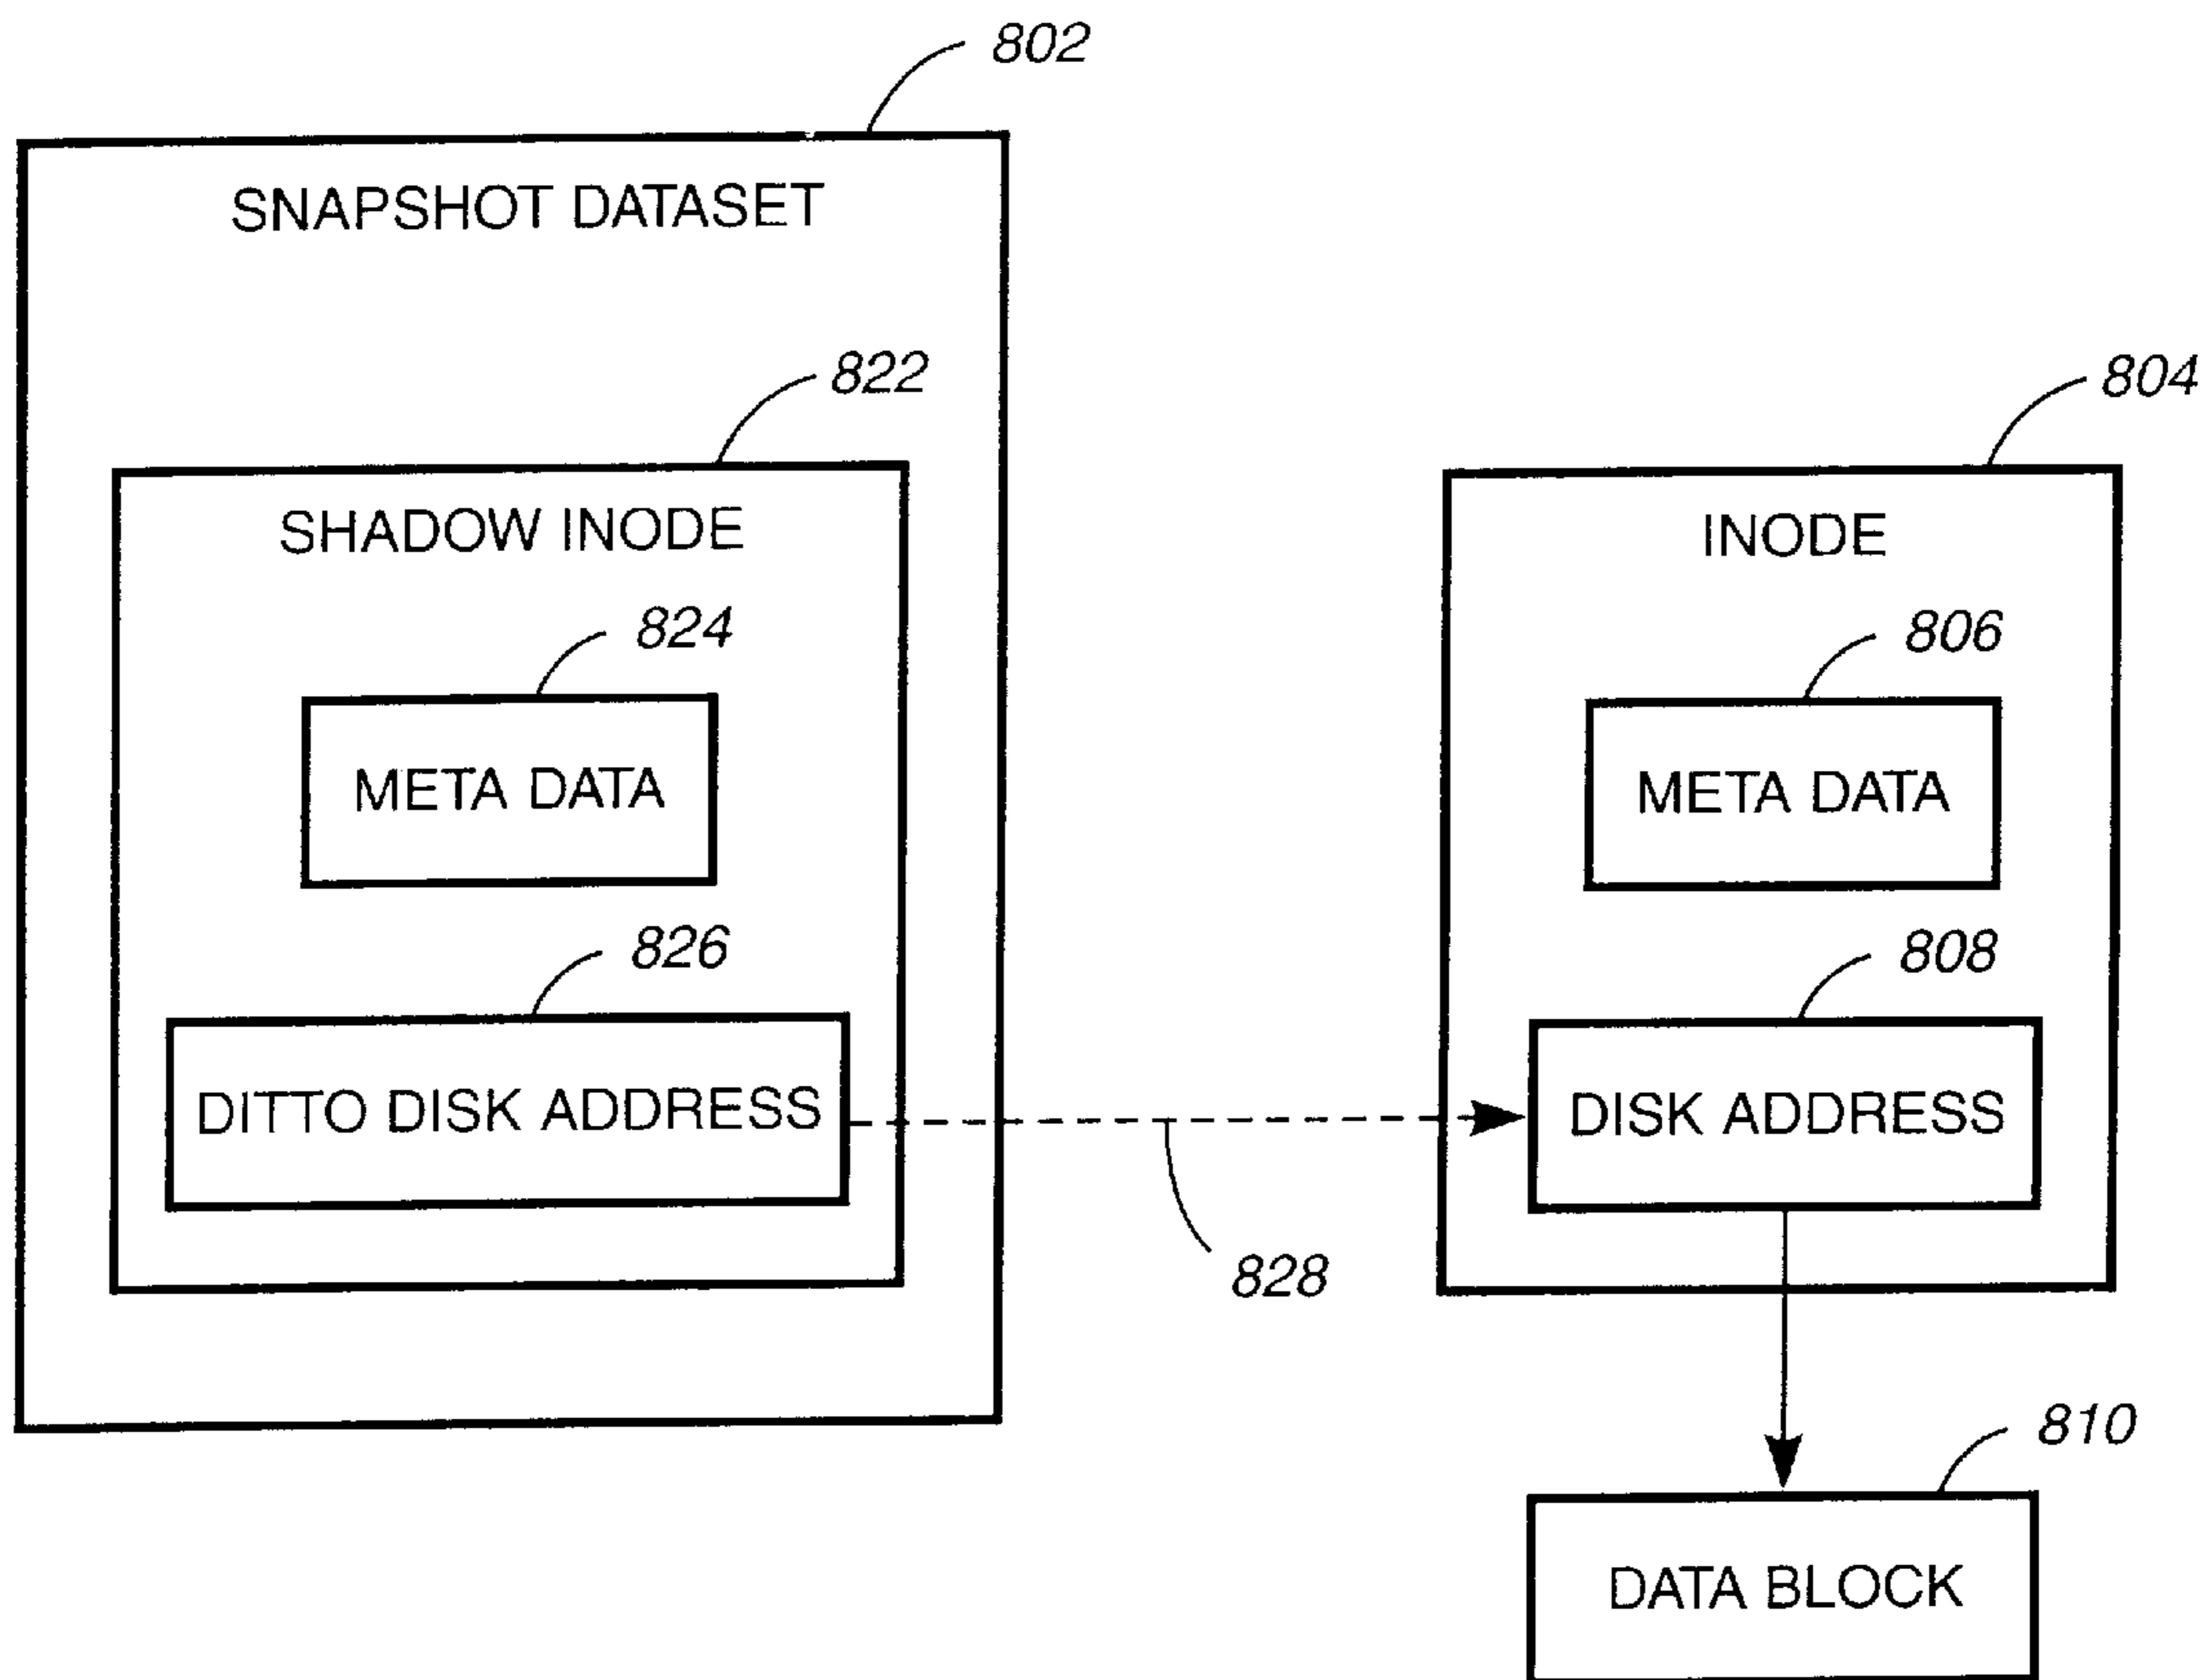 802
SNAPSHOT DATASET
822
804
SHADOW INODE
INODE
824
806
META DATA
META DATA
826
808
DITTO DISK ADDRESS
DISK ADDRESS
828
810
DATA BLOCK